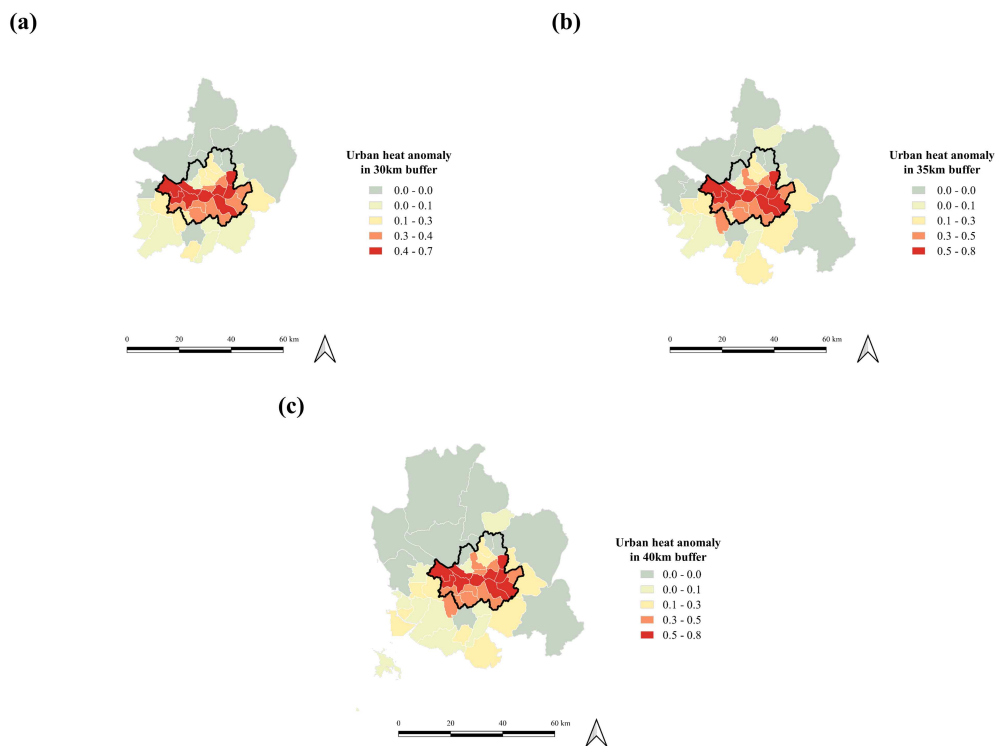 (a)
Urban heat anomaly
in 30km buffer
0.0 - 0.0
0.0 - 0.1
0.1 - 0.3
0.3 - 0.4
0.4 - 0.7
0 20 40 60 km
(b)
Urban heat anomaly
in 35km buffer
0.0 - 0.0
0.0 - 0.1
0.1 - 0.3
0.3 - 0.5
0.5 - 0.8
0 20 40 60 km
(c)
Urban heat anomaly
in 40km buffer
0.0 - 0.0
0.0 - 0.1
0.1 - 0.3
0.3 - 0.5
0.5 - 0.8
0 20 40 60 km